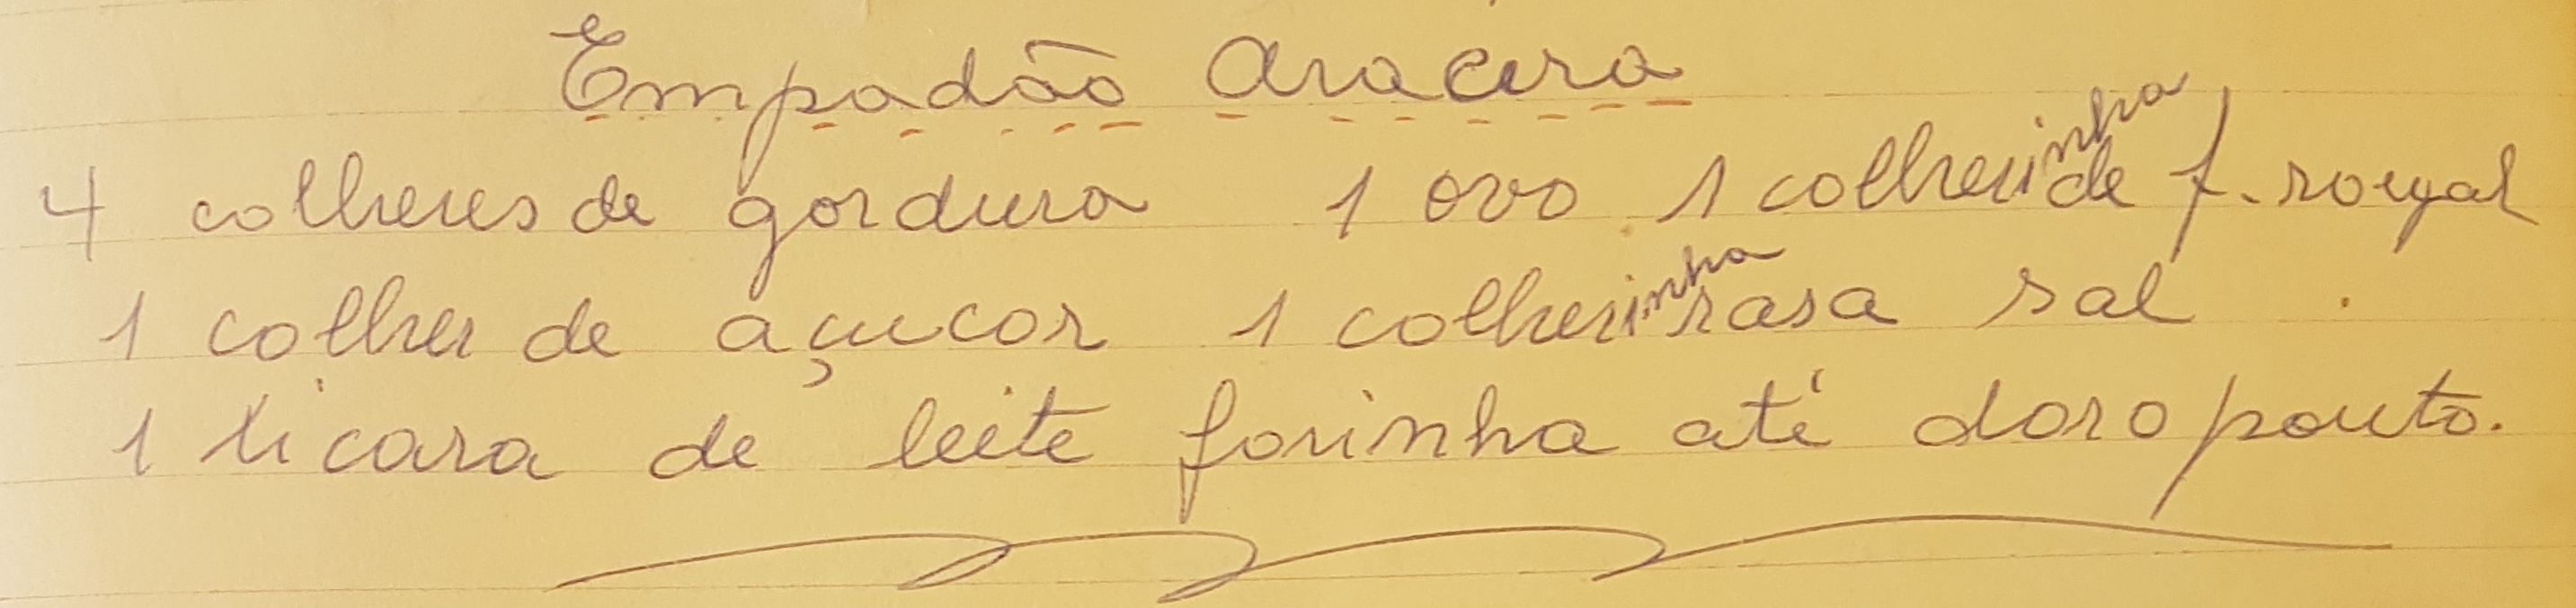 Empadão Aracira
4 colheres de gordura 1 ovo 1 colherinha de f. royal
1 colher de açucar 1 colherinha rasa sal.
1 xicara de leite farinha até dar o ponto.